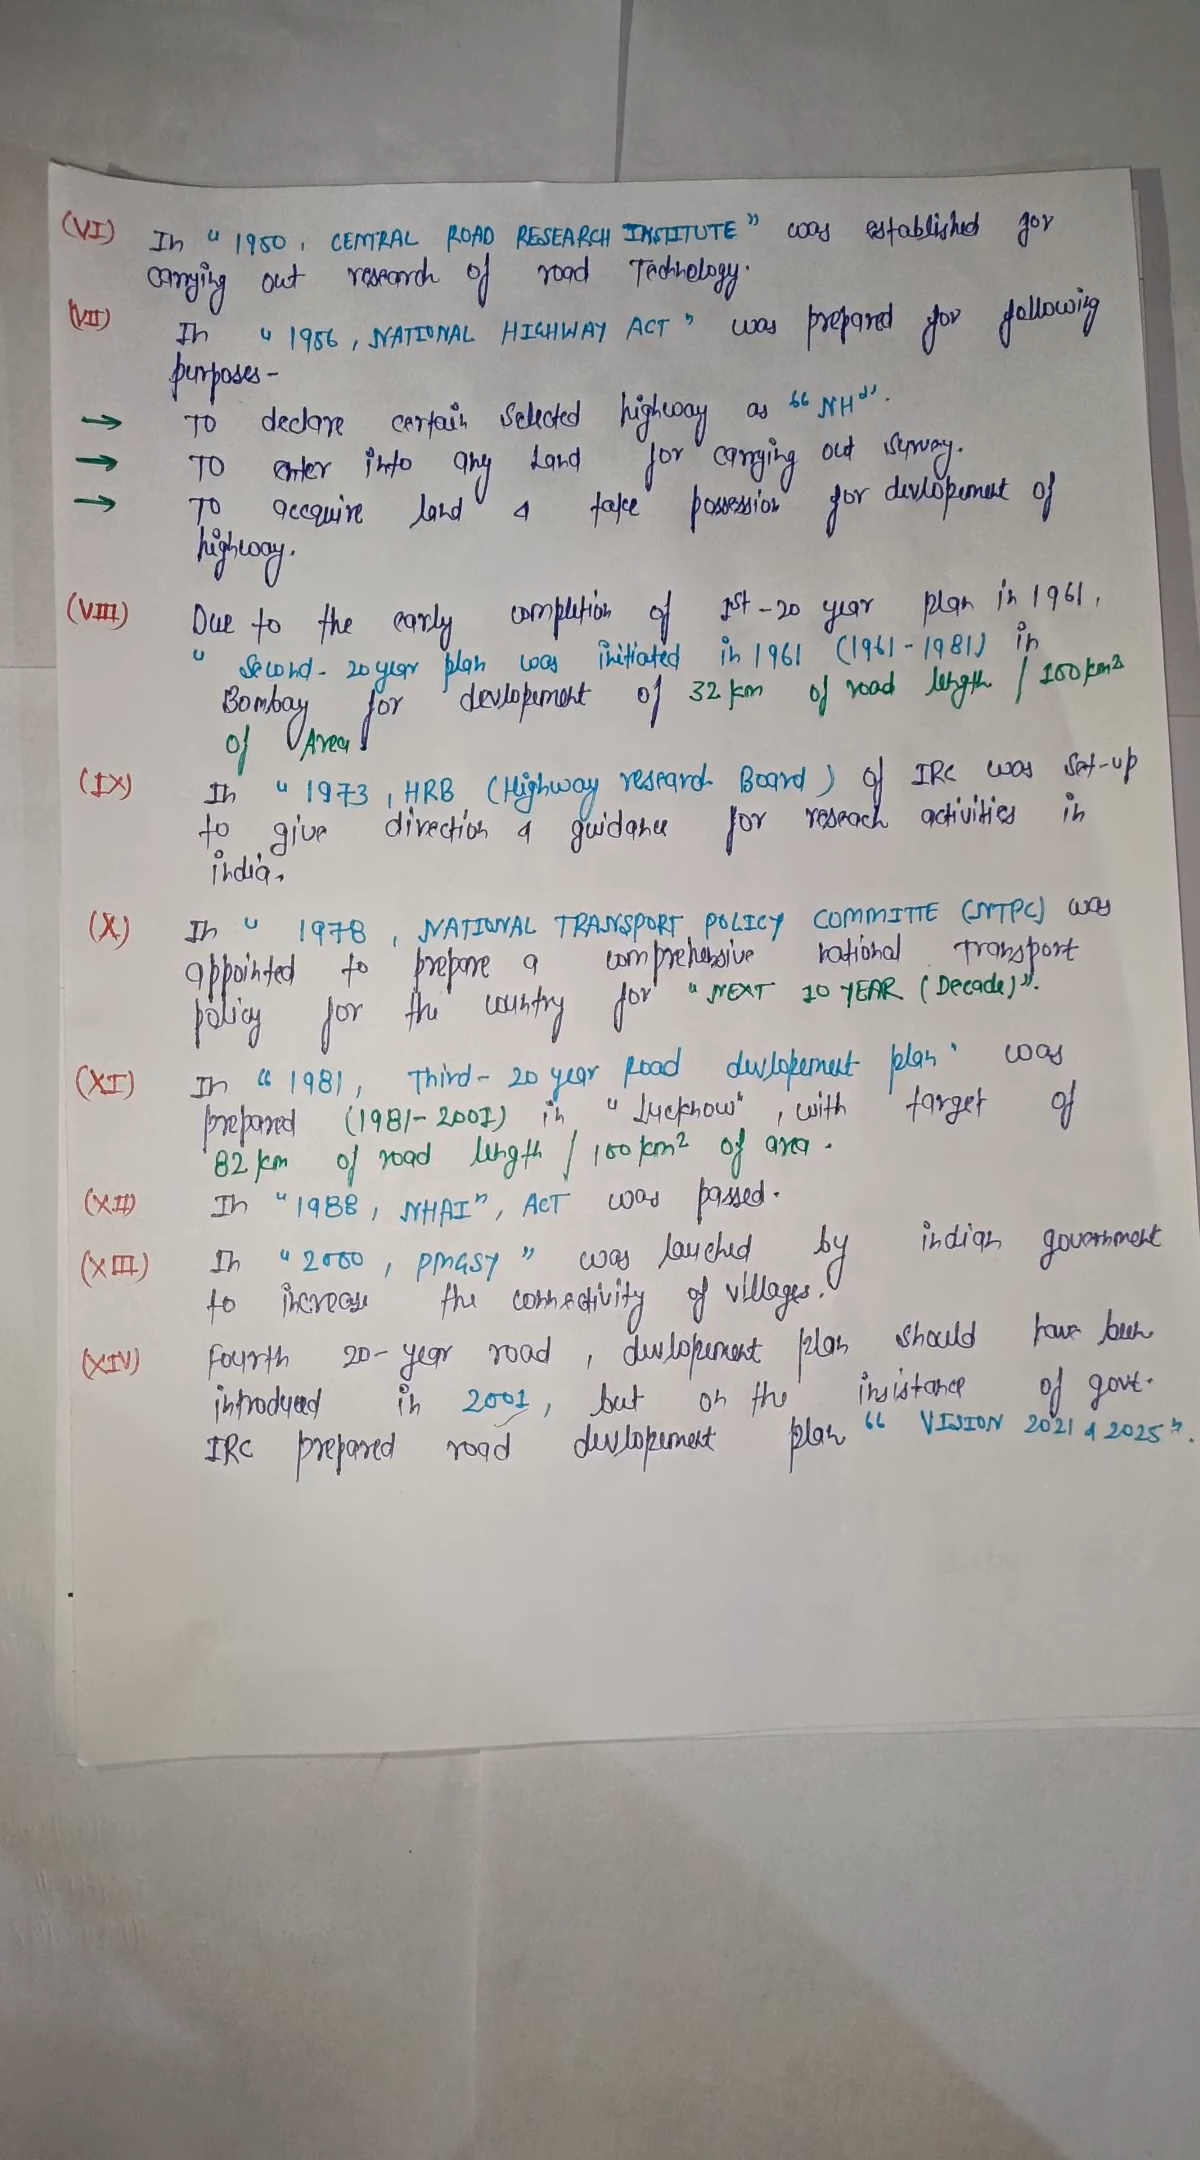 (VI) In " 1950, CENTRAL ROAD RESEARCH INSTITUTE" was established for
carrying out research of road Technology.
(VII) In " 1956, NATIONAL HIGHWAY ACT " was prepared for following
purposes-
→ TO declare certain selected highway as "NH".
→ TO enter into any Land for carrying out survey.
→ TO accquire land & take possession for devlopement of
highway.
(VIII) Due to the early completion of 1st-20 year plan in 1961,
" Second- 20 year plan was initiated in 1961 (1961-1981) in
Bombay for devlopement of 32 km of road length / 100 km²
of Area.
(IX) In " 1973, HRB (Highway research Board) of IRC was set-up
to give direction & guidance for reseach activities in
india.
(X) In " 1978, NATIONAL TRANSPORT POLICY COMMITTE (NTPC) was
appointed to prepare a comprehensive national transport
policy for the country for " NEXT 10 YEAR (Decade)".
(XI) In " 1981, Third- 20 year Road devlopement plan" was
prepared (1981-2001) in "Lucknow", with target of
82 km of road length / 100 km² of area.
(XII) In "1988, NHAI", ACT was passed.
(XIII) In "2000, PMGSY " was lauched by indian government
to increase the connectivity of villages.
(XIV) Fourth 20-year road, devlopement plan should have been
introduced in 2001, but on the insistance of govt.
IRC prepared road devlopement plan " VISION 2021 & 2025".